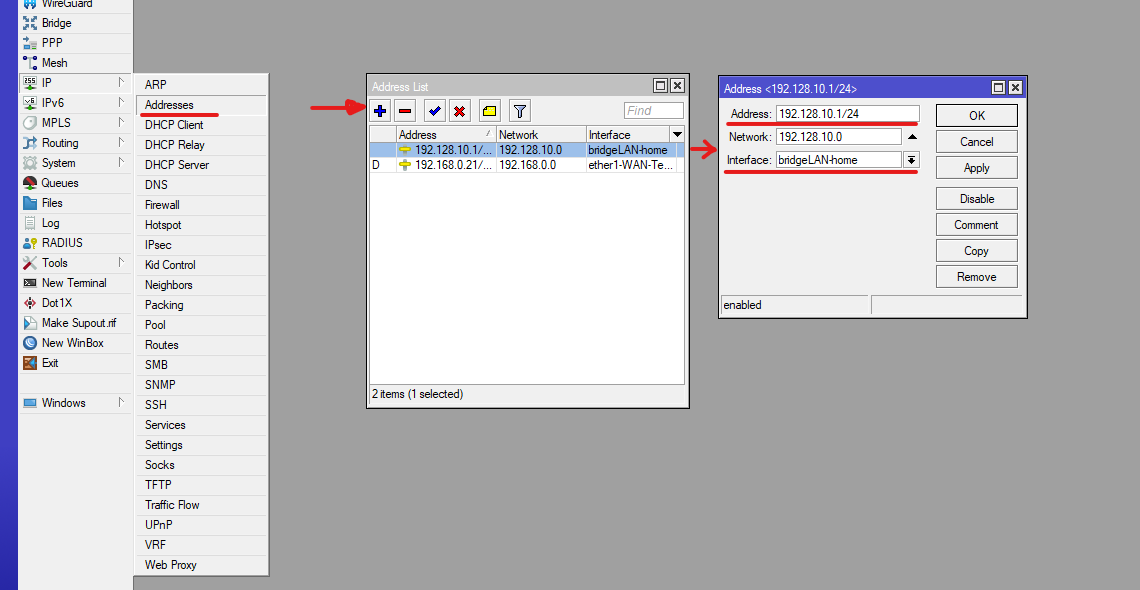 WireGuard
Bridge
PPP
Mesh
IP
IPv6
MPLS
Routing
System
Queues
Files
Log
RADIUS
Tools
New Terminal
Dot1X
Make Supout.rif
New WinBox
Exit
Windows
ARP
Addresses
DHCP Client
DHCP Relay
DHCP Server
DNS
Firewall
Hotspot
IPsec
Kid Control
Neighbors
Packing
Pool
Routes
SMB
SNMP
SSH
Services
Settings
Socks
TFTP
Traffic Flow
UPnP
VRF
Web Proxy
Address List
Find
Address Network Interface
192.128.10.1/... 192.128.10.0 bridgeLAN-home
D 192.168.0.21/... 192.168.0.0 ether1-WAN-Te...
2 items (1 selected)
Address <192.128.10.1/24>
Address: 192.128.10.1/24
Network: 192.128.10.0
Interface: bridgeLAN-home
OK
Cancel
Apply
Disable
Comment
Copy
Remove
enabled